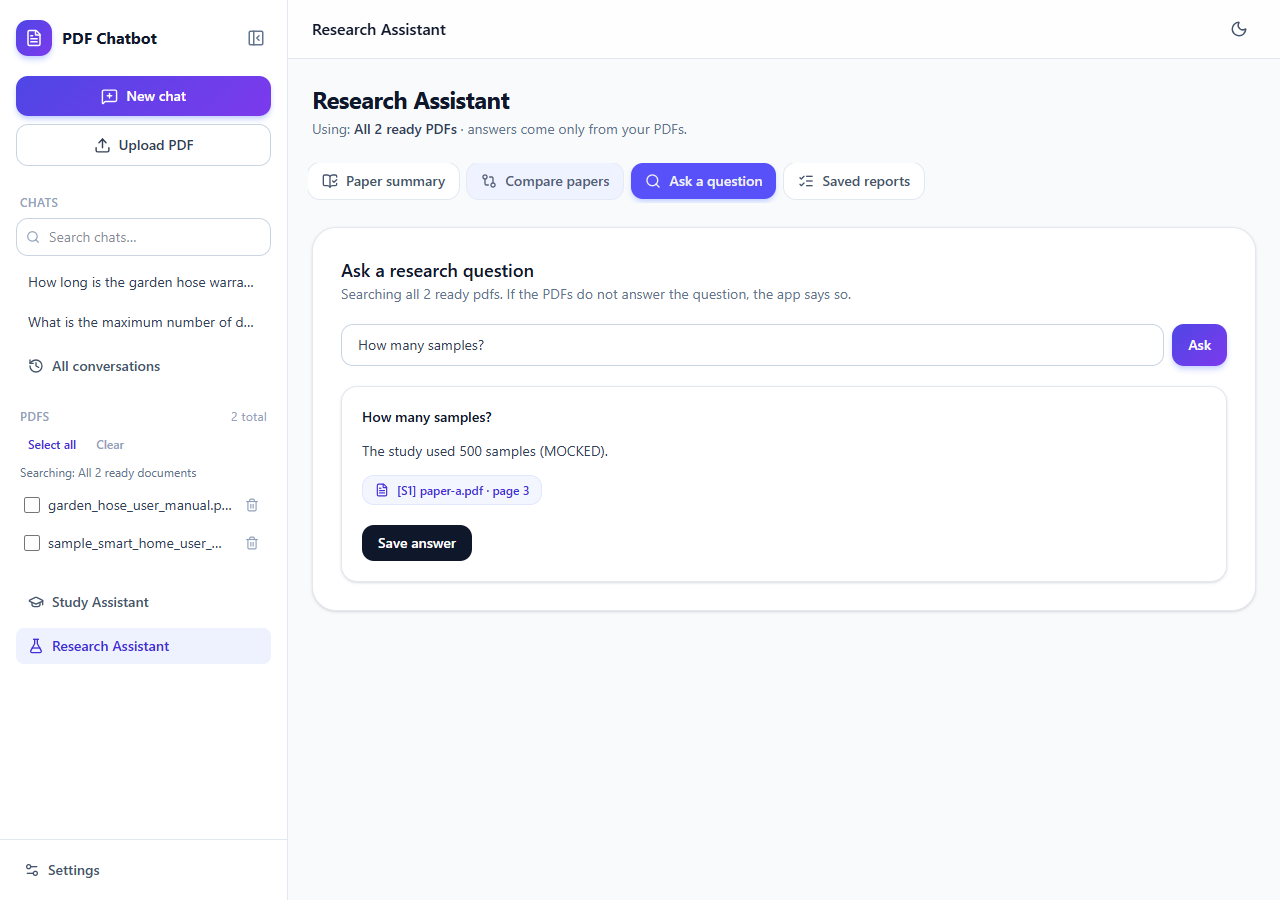 PDF Chatbot
New chat
Upload PDF
CHATS
Search chats...
How long is the garden hose warra...
What is the maximum number of d...
All conversations
PDFS 2 total
Select all Clear
Searching: All 2 ready documents
garden_hose_user_manual.p...
sample_smart_home_user_...
Study Assistant
Research Assistant
Settings
Research Assistant
Research Assistant
Using: All 2 ready PDFs · answers come only from your PDFs.
Paper summary Compare papers Ask a question Saved reports
Ask a research question
Searching all 2 ready pdfs. If the PDFs do not answer the question, the app says so.
How many samples? Ask
How many samples?
The study used 500 samples (MOCKED).
[S1] paper-a.pdf · page 3
Save answer